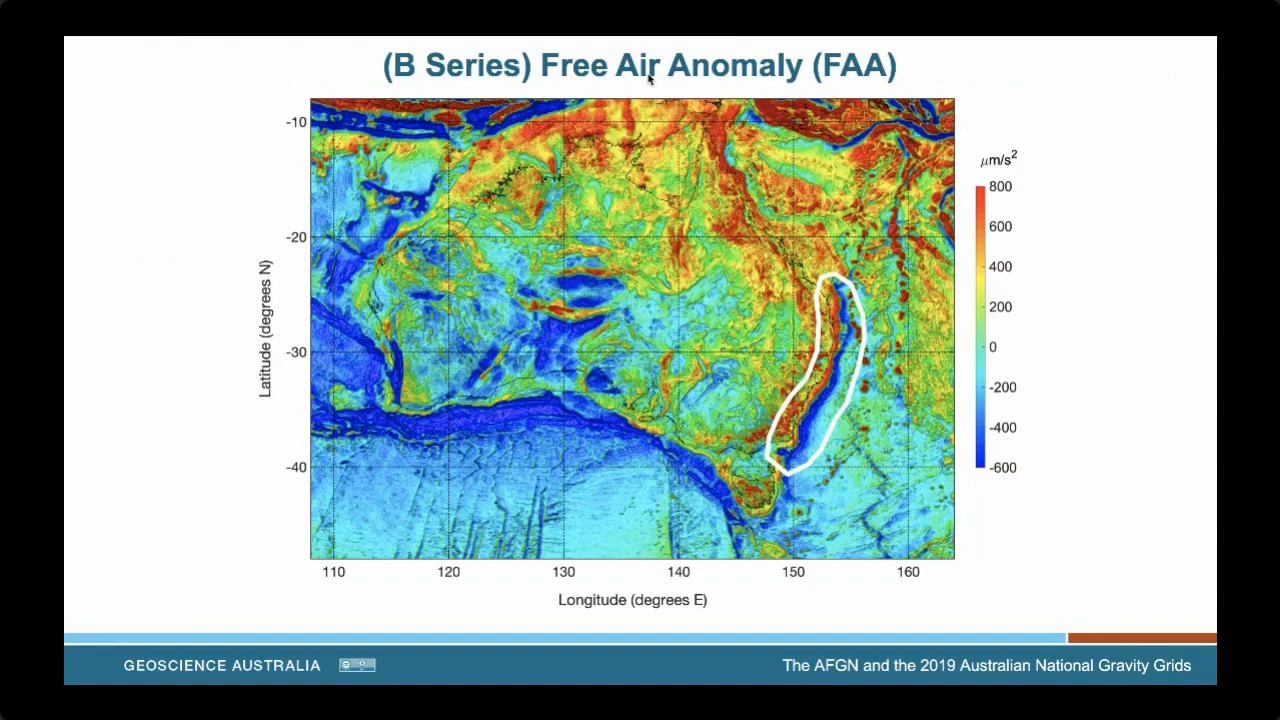 (B Series) Free Air Anomaly (FAA)
μm/s²
-10
-20
-30
-40
Latitude (degrees N)
800
600
400
200
0
-200
-400
-600
110 120 130 140 150 160
Longitude (degrees E)
GEOSCIENCE AUSTRALIA
The AFGN and the 2019 Australian National Gravity Grids